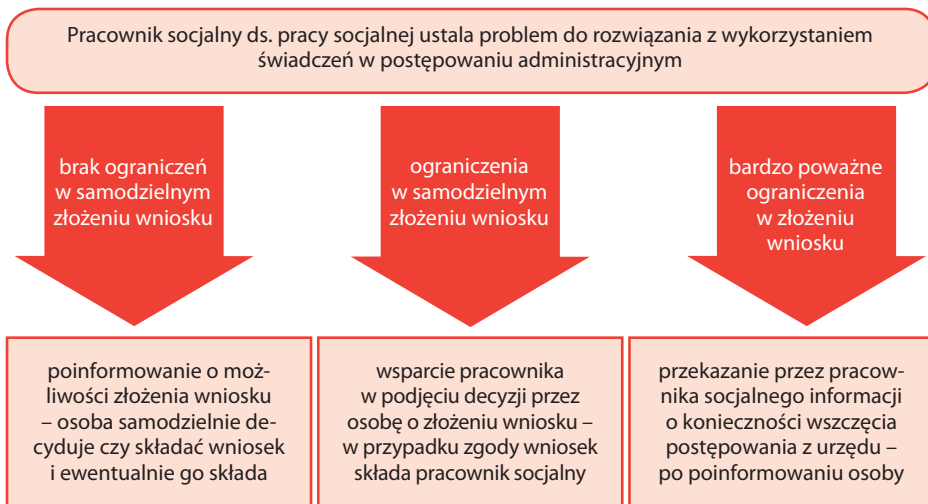 Pracownik socjalny ds. pracy socjalnej ustala problem do rozwiązania z wykorzystaniem
świadczeń w postępowaniu administracyjnym
brak ograniczeń
w samodzielnym
złożeniu wniosku
ograniczenia
w samodzielnym
złożeniu wniosku
bardzo poważne
ograniczenia
w złożeniu
wniosku
poinformowanie o moż-
liwości złożenia wniosku
– osoba samodzielnie de-
cyduje czy składać wniosek
i ewentualnie go składa
wsparcie pracownika
w podjęciu decyzji przez
osobę o złożeniu wniosku –
w przypadku zgody wniosek
składa pracownik socjalny
przekazanie przez pracow-
nika socjalnego informacji
o konieczności wszczęcia
postępowania z urzędu –
po poinformowaniu osoby